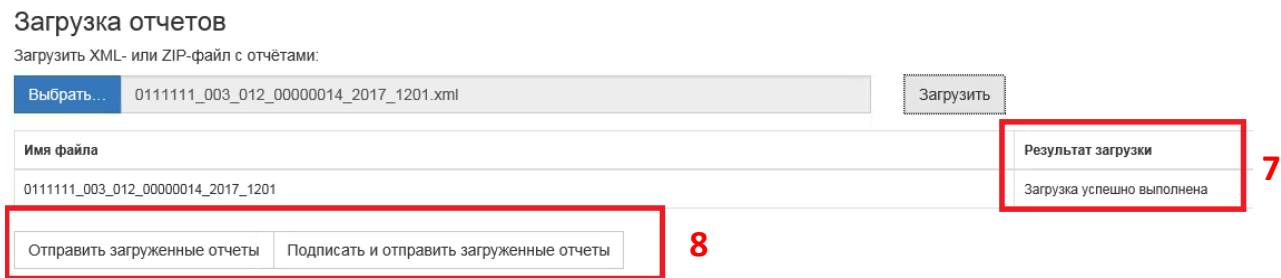 Загрузка отчетов
Загрузить XML- или ZIP-файл с отчётами:
Выбрать... 0111111_003_012_00000014_2017_1201.xml Загрузить
Имя файла Результат загрузки
7
0111111_003_012_00000014_2017_1201 Загрузка успешно выполнена
Отправить загруженные отчеты Подписать и отправить загруженные отчеты 8